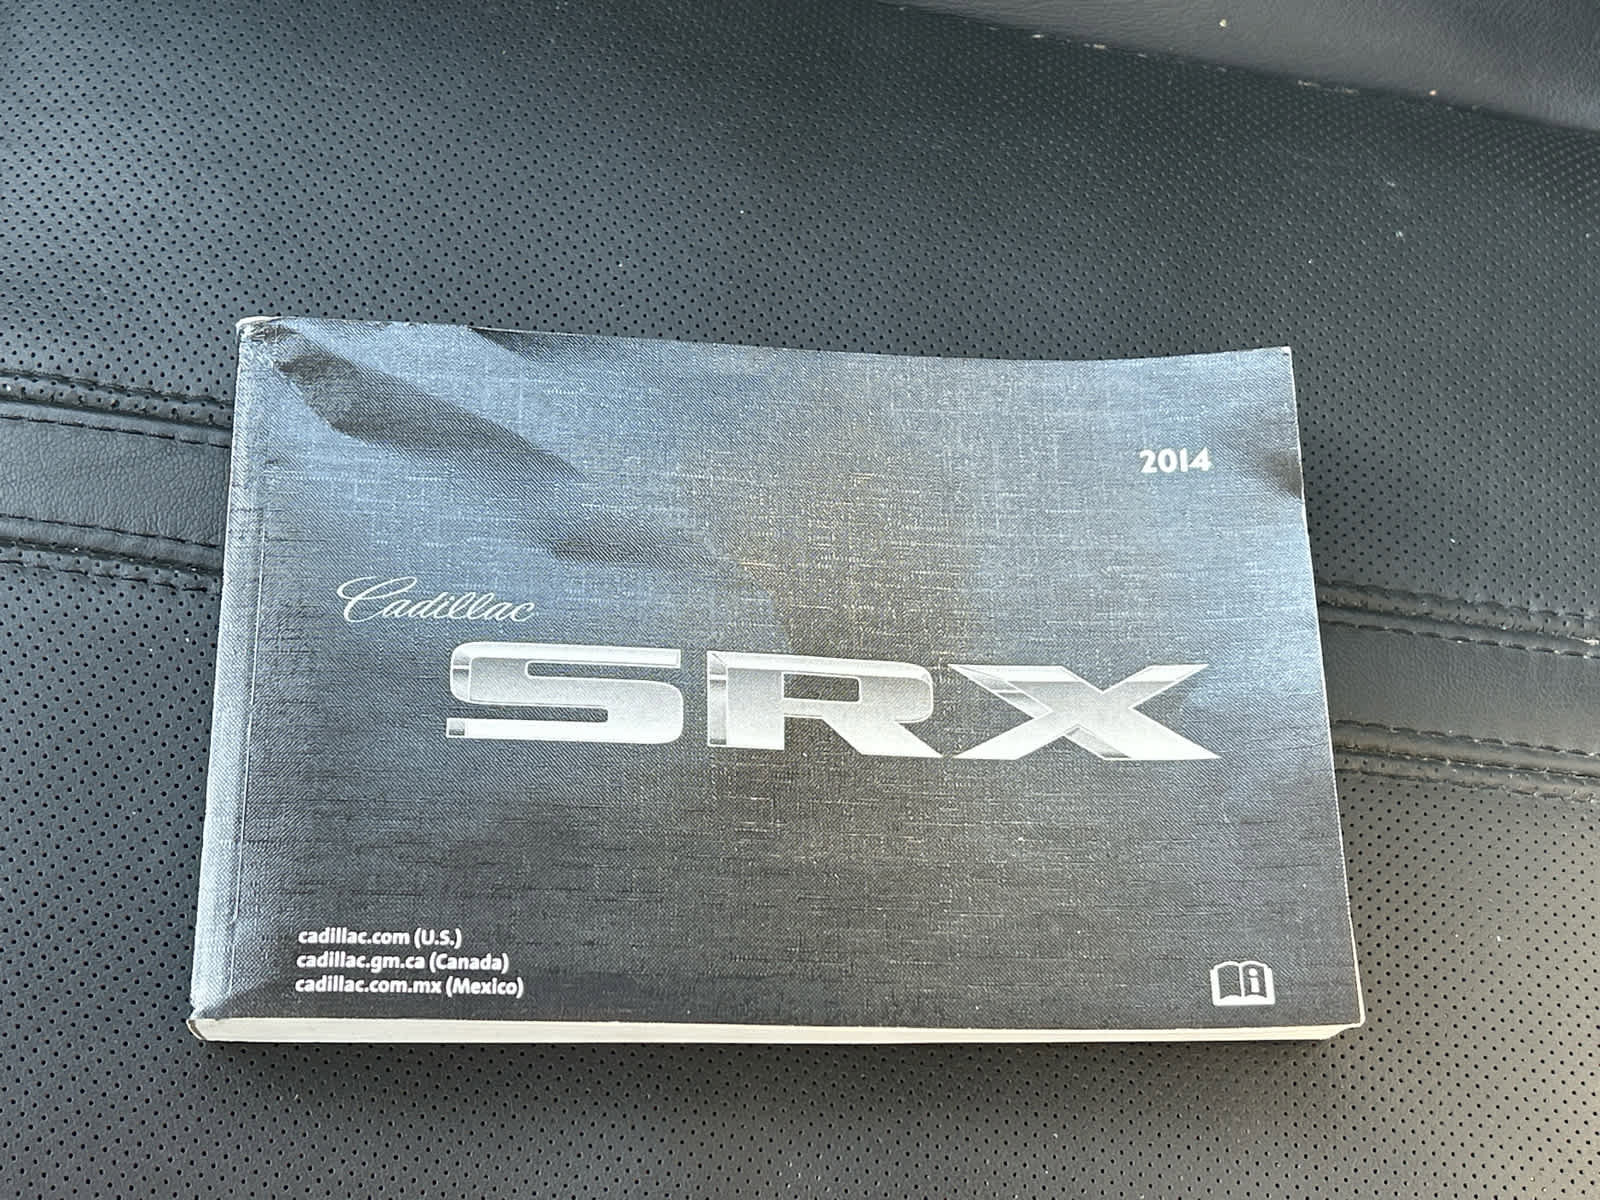 2014
Cadillac
SRX
cadillac.com (U.S.)
cadillac.gm.ca (Canada)
cadillac.com.mx (Mexico)
i